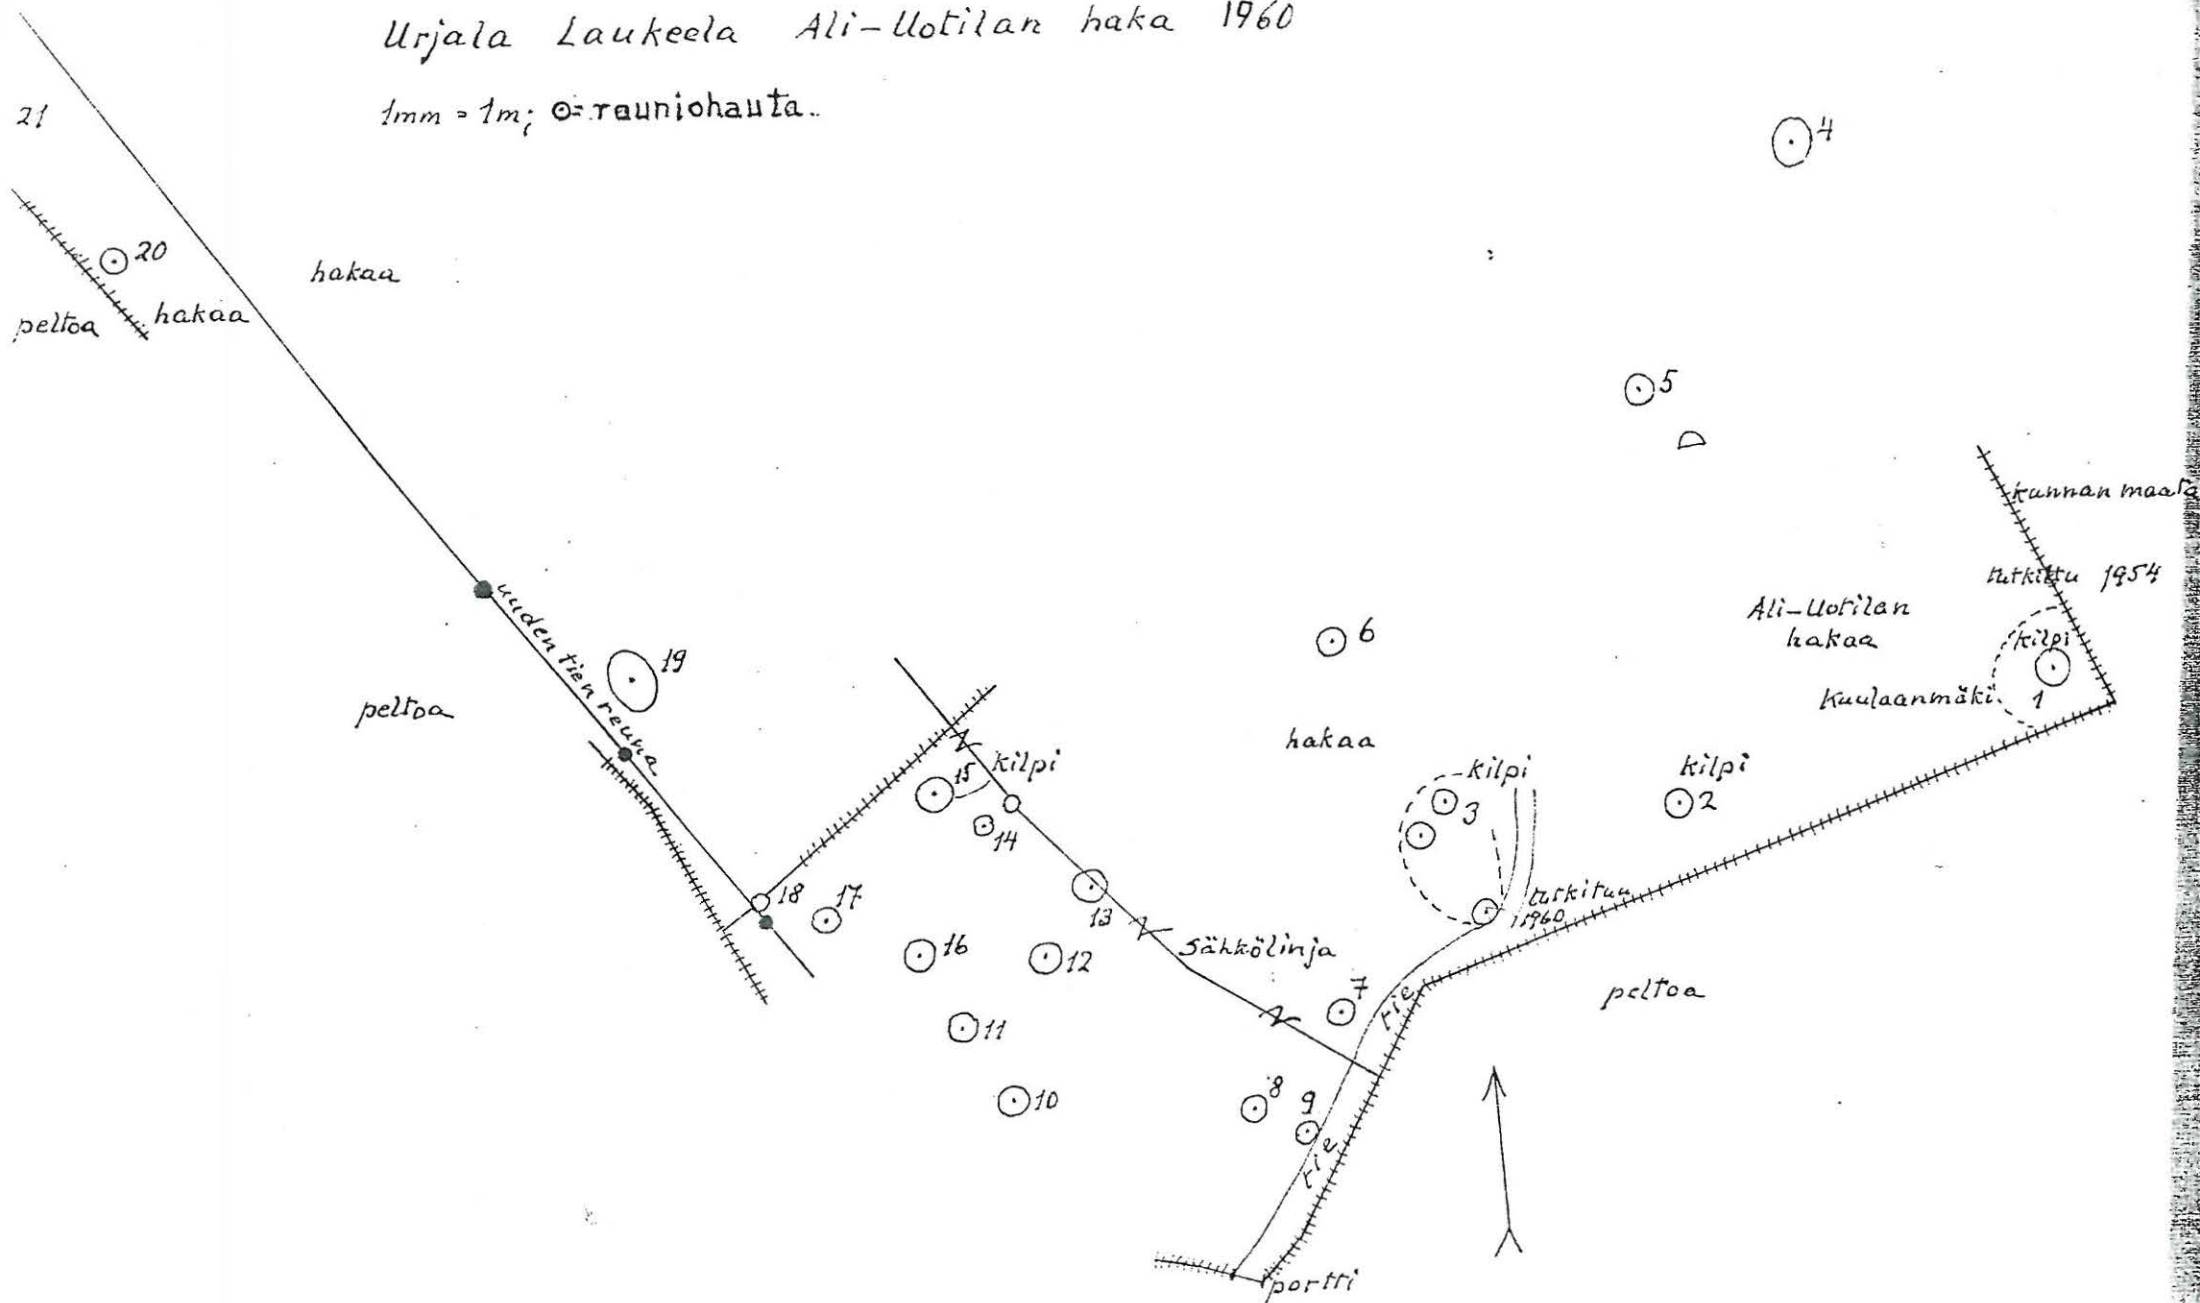 Urjala Laukeela Ali-Uotilan haka 1960
1mm = 1m; ⊙= rauniohauta.
21
4
20
hakaa
peltoa
hakaa
5
kunnan maata
tutkittu 1954
Ali-Uotilan
hakaa
kilpi
1
Kuulaanmäki
6
uuden tien reuna
19
peltoa
hakaa
kilpi
15
14
kilpi
3
kilpi
2
18
17
13
tutkituu
1960
16
12
Sähkölinja
7
tie
peltoa
11
10
8
9
tie
portti